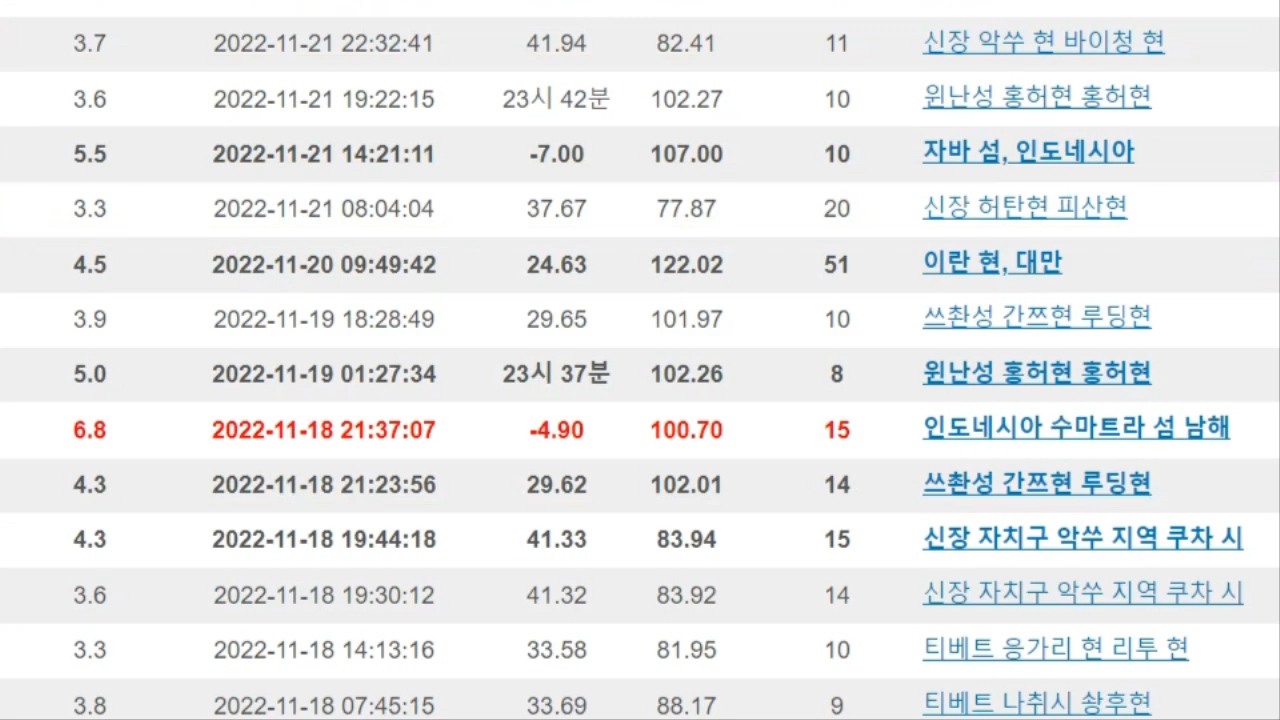 3.7 2022-11-21 22:32:41 41.94 82.41 11 신장 악쑤 현 바이청 현
3.6 2022-11-21 19:22:15 23시 42분 102.27 10 윈난성 홍허현 홍허현
5.5 2022-11-21 14:21:11 -7.00 107.00 10 자바 섬, 인도네시아
3.3 2022-11-21 08:04:04 37.67 77.87 20 신장 허탄현 피산현
4.5 2022-11-20 09:49:42 24.63 122.02 51 이란 현, 대만
3.9 2022-11-19 18:28:49 29.65 101.97 10 쓰촨성 간쯔현 루딩현
5.0 2022-11-19 01:27:34 23시 37분 102.26 8 윈난성 홍허현 홍허현
6.8 2022-11-18 21:37:07 -4.90 100.70 15 인도네시아 수마트라 섬 남해
4.3 2022-11-18 21:23:56 29.62 102.01 14 쓰촨성 간쯔현 루딩현
4.3 2022-11-18 19:44:18 41.33 83.94 15 신장 자치구 악쑤 지역 쿠차 시
3.6 2022-11-18 19:30:12 41.32 83.92 14 신장 자치구 악쑤 지역 쿠차 시
3.3 2022-11-18 14:13:16 33.58 81.95 10 티베트 응가리 현 리투 현
3.8 2022-11-18 07:45:15 33.69 88.17 9 티베트 나취시 솽후현